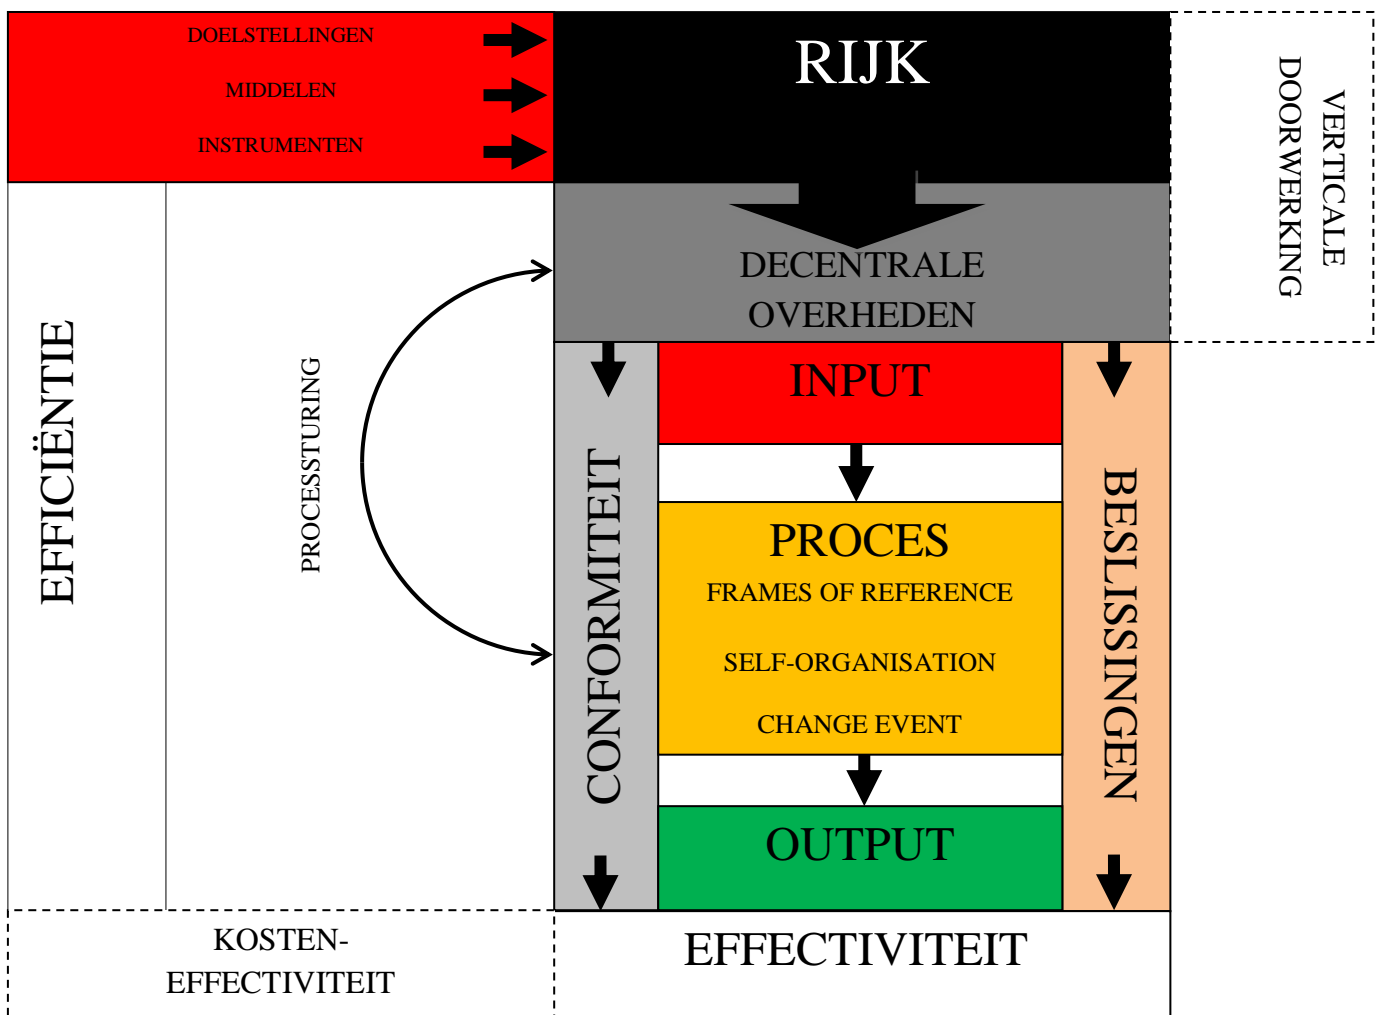 DOELSTELLINGEN
MIDDELEN
INSTRUMENTEN
RIJK
VERTICALE
DOORWERKING
DECENTRALE
OVERHEDEN
EFFICIËNTIE
PROCESSTURING
CONFORMITEIT
INPUT
PROCES
FRAMES OF REFERENCE
SELF-ORGANISATION
CHANGE EVENT
OUTPUT
BESLISSINGEN
KOSTEN-
EFFECTIVITEIT
EFFECTIVITEIT